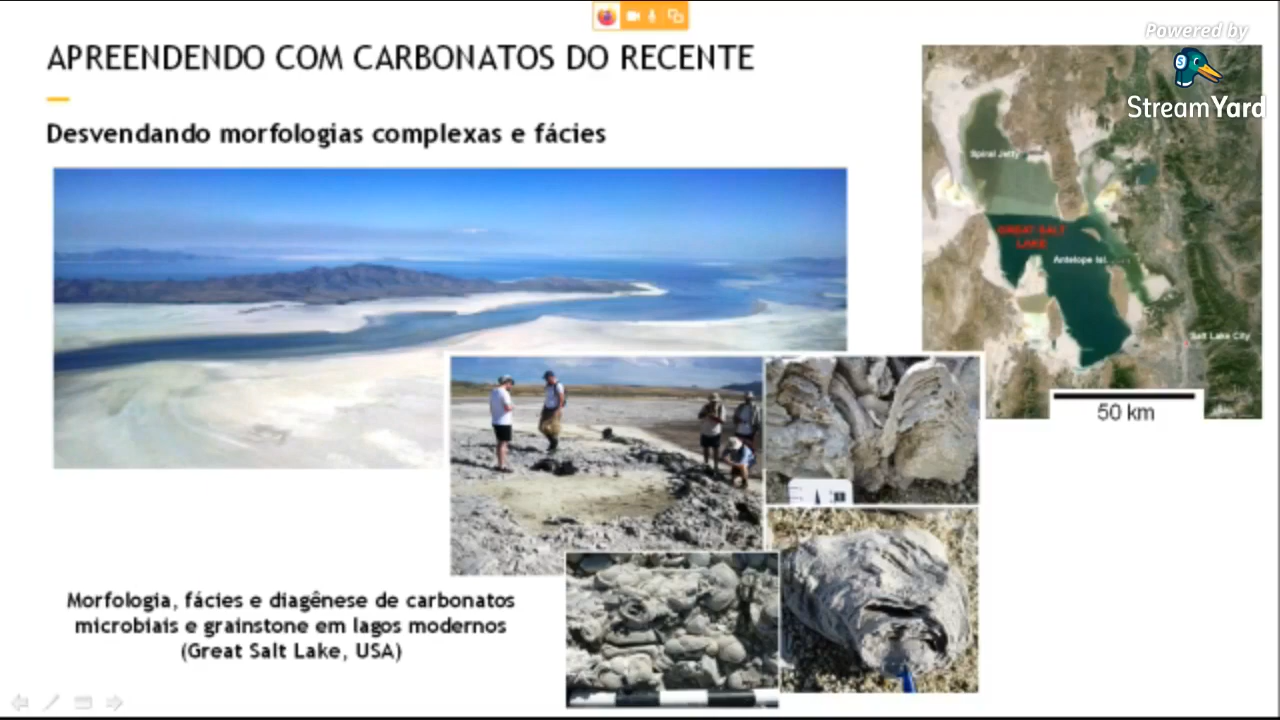 APREENDENDO COM CARBONATOS DO RECENTE
Desvendando morfologias complexas e fácies
Powered by
StreamYard
Spiral Jetty
GREAT SALT
LAKE
Antelope Isl.
Salt Lake City
50 km
Morfologia, fácies e diagênese de carbonatos
microbiais e grainstone em lagos modernos
(Great Salt Lake, USA)